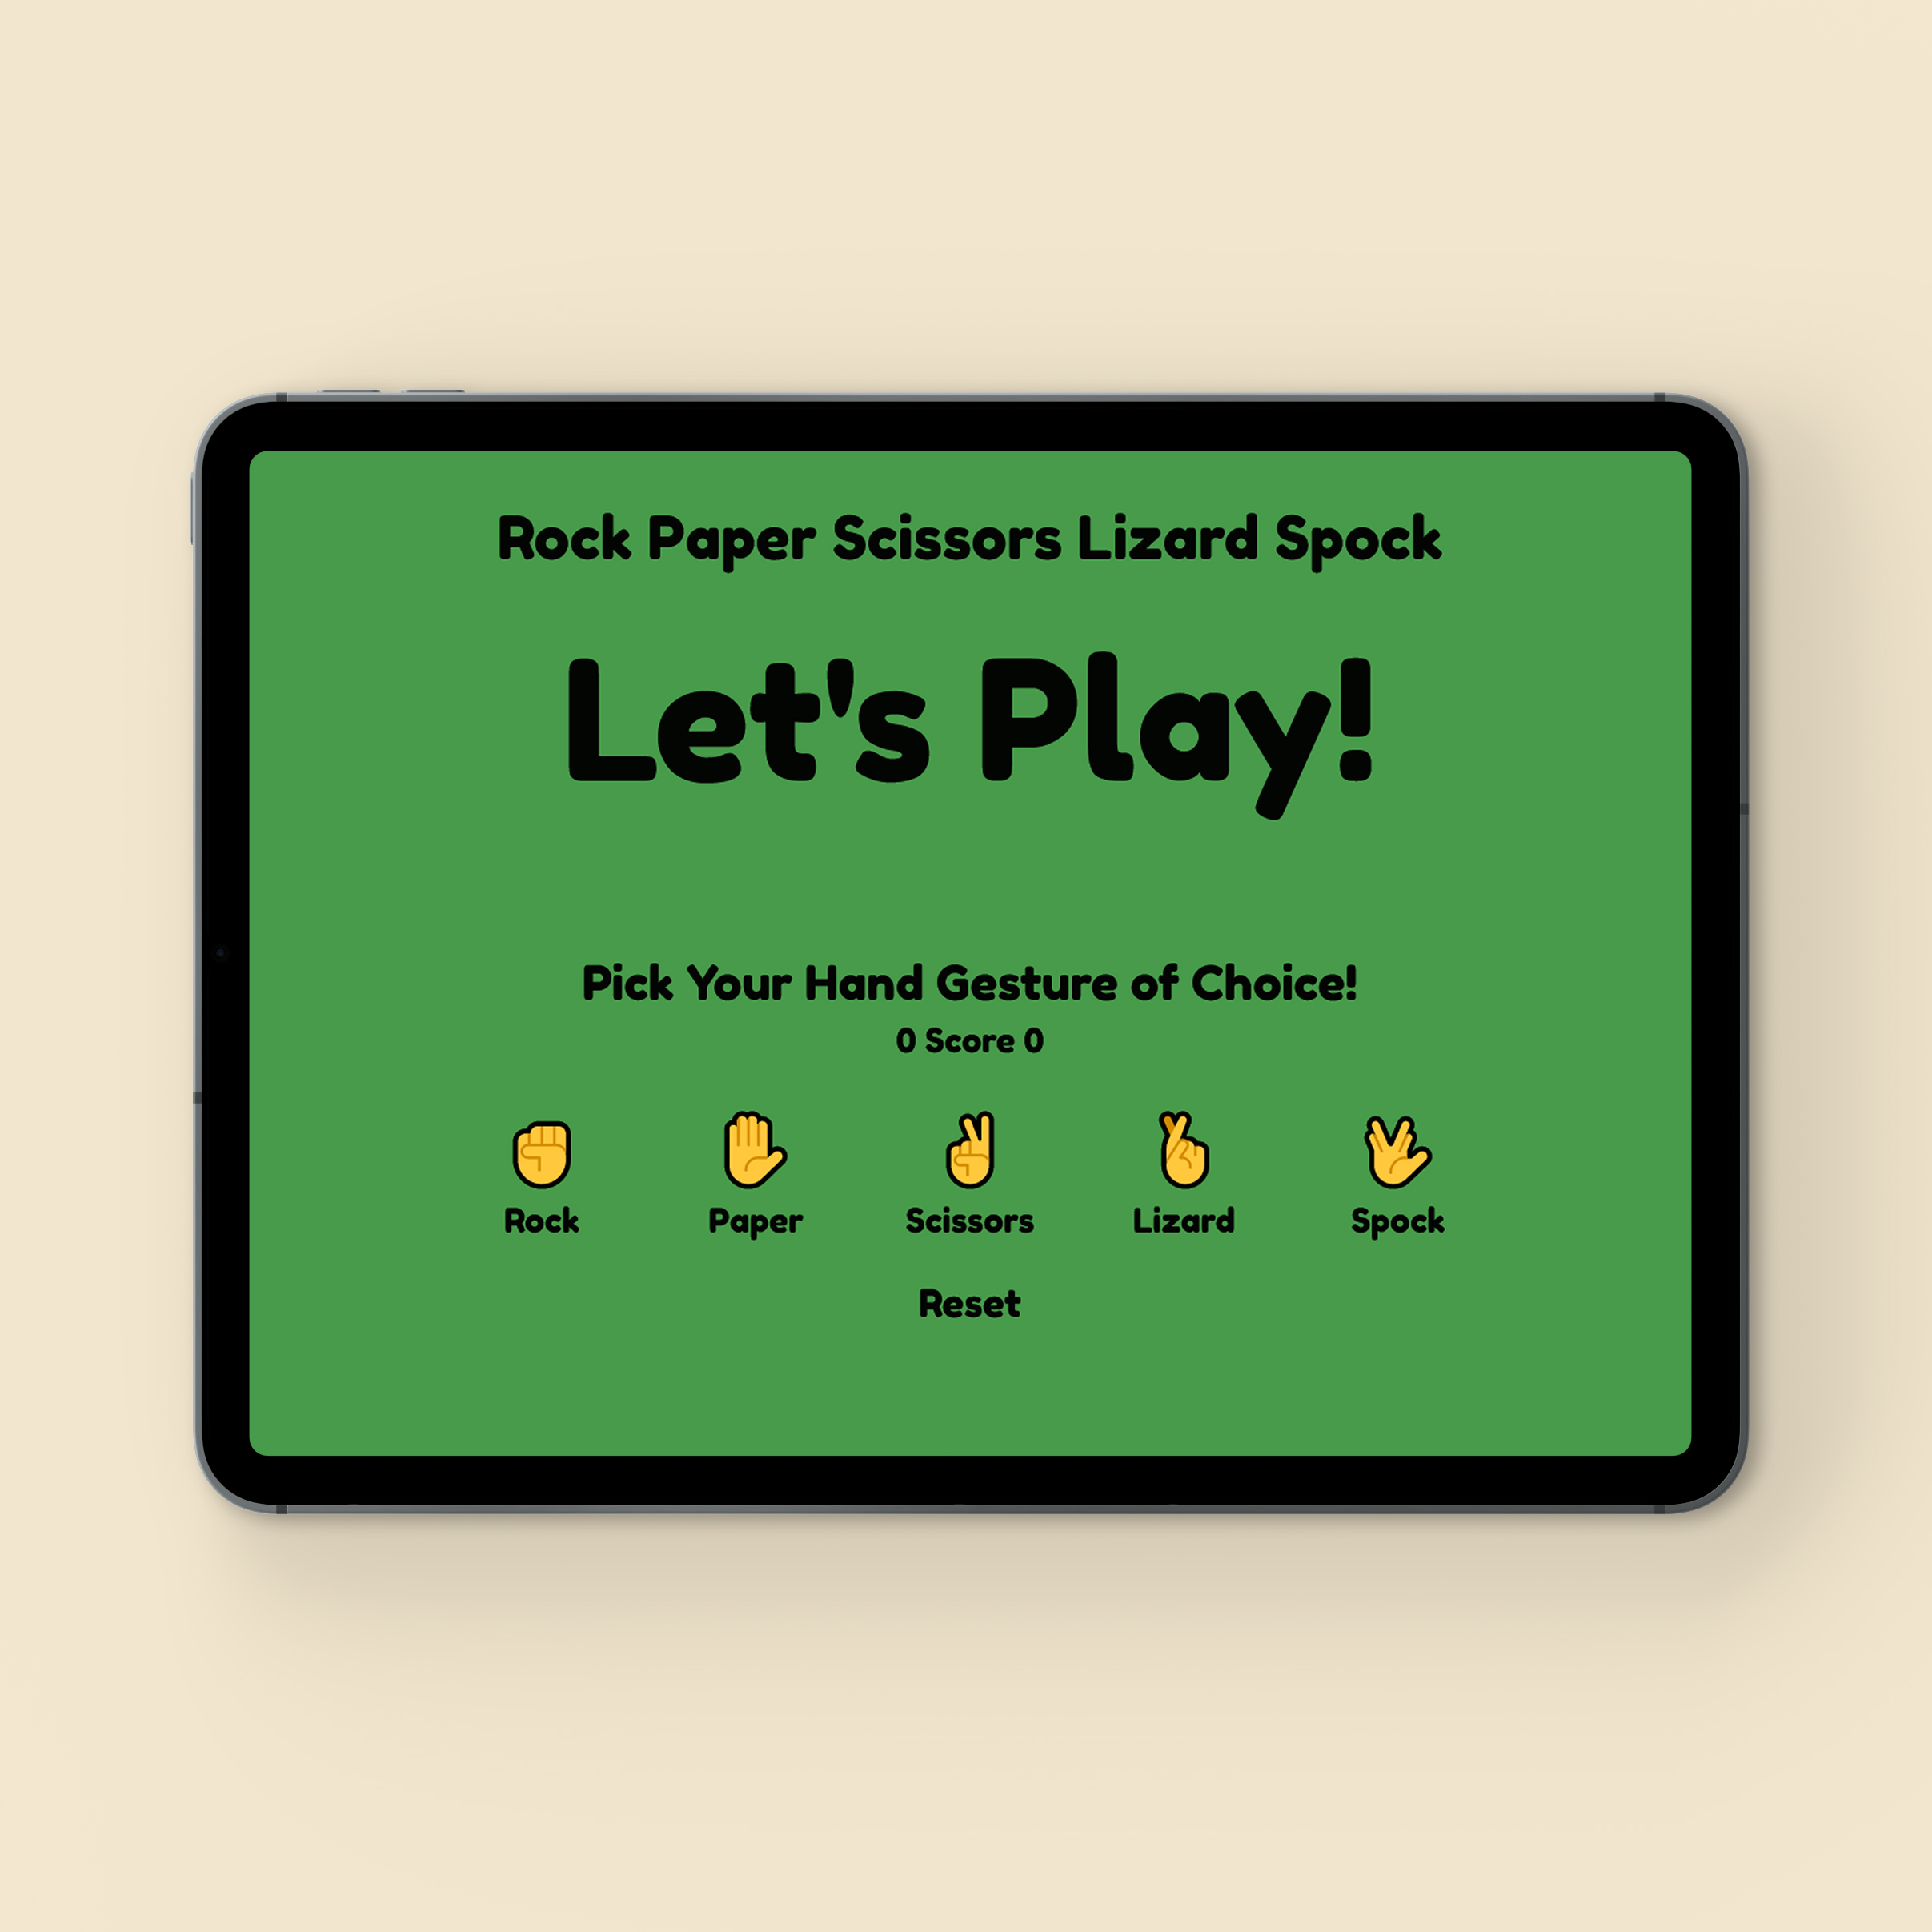 Rock Paper Scissors Lizard Spock
Let's Play!
Pick Your Hand Gesture of Choice!
0 Score 0
Rock Paper Scissors Lizard Spock
Reset